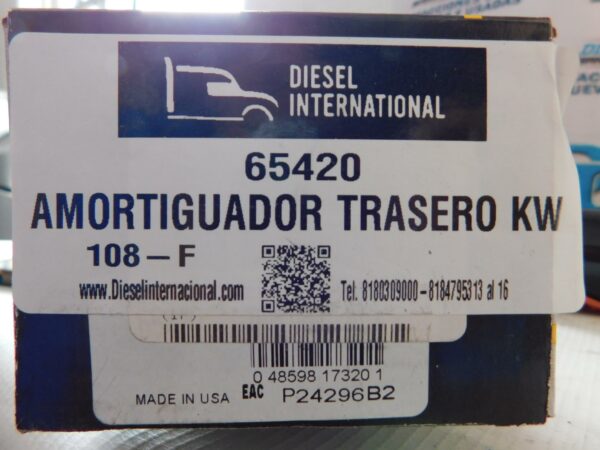 DIESEL
INTERNATIONAL
65420
AMORTIGUADOR TRASERO KW
108-F
www.Dieselinternacional.com
Tel: 8180309000-8184795313 al 16
0 48598 17320 1
MADE IN USA EAC P24296B2